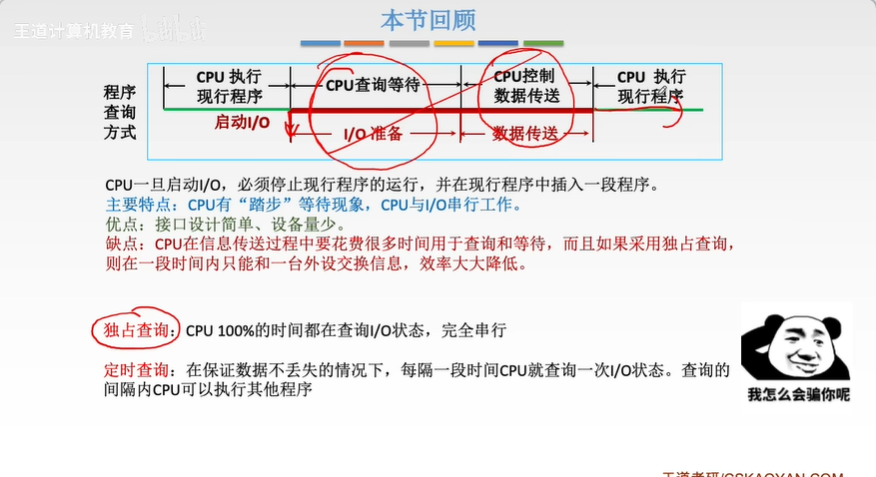 王道计算机教育
本节回顾
程序
查询
方式
CPU 执行
现行程序
CPU查询等待
CPU控制
数据传送
CPU 执行
现行程序
启动I/O
I/O 准备
数据传送
CPU一旦启动I/O，必须停止现行程序的运行，并在现行程序中插入一段程序。
主要特点：CPU有“踏步”等待现象，CPU与I/O串行工作。
优点：接口设计简单、设备量少。
缺点：CPU在信息传送过程中要花费很多时间用于查询和等待，而且如果采用独占查询，
则在一段时间内只能和一台外设交换信息，效率大大降低。
独占查询：CPU 100%的时间都在查询I/O状态，完全串行
定时查询：在保证数据不丢失的情况下，每隔一段时间CPU就查询一次I/O状态。查询的
间隔内CPU可以执行其他程序
我怎么会骗你呢